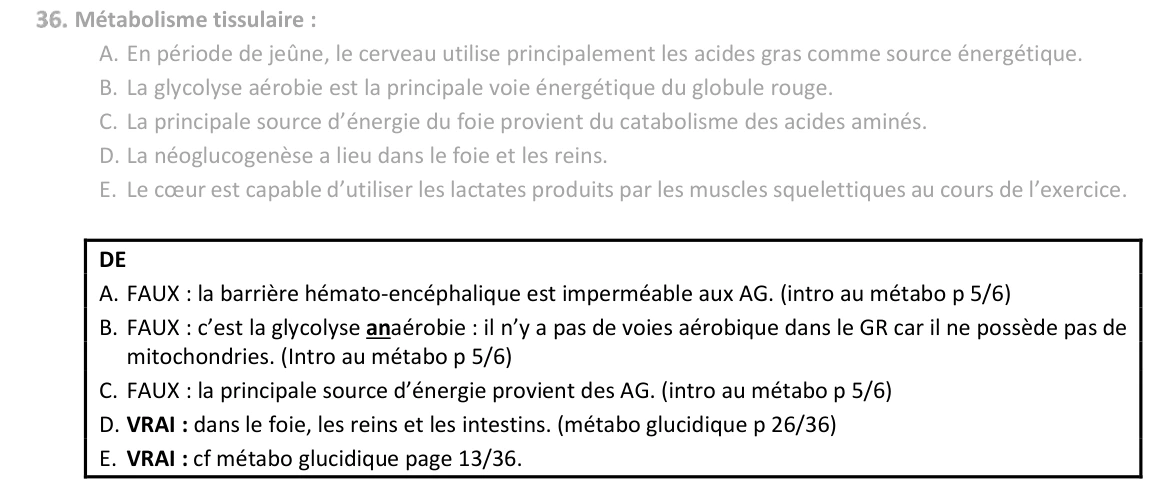 36. Métabolisme tissulaire :
A. En période de jeûne, le cerveau utilise principalement les acides gras comme source énergétique.
B. La glycolyse aérobie est la principale voie énergétique du globule rouge.
C. La principale source d’énergie du foie provient du catabolisme des acides aminés.
D. La néoglucogenèse a lieu dans le foie et les reins.
E. Le cœur est capable d’utiliser les lactates produits par les muscles squelettiques au cours de l’exercice.
DE
A. FAUX : la barrière hémato-encéphalique est imperméable aux AG. (intro au métabo p 5/6)
B. FAUX : c’est la glycolyse anaérobie : il n’y a pas de voies aérobique dans le GR car il ne possède pas de
mitochondries. (Intro au métabo p 5/6)
C. FAUX : la principale source d’énergie provient des AG. (intro au métabo p 5/6)
D. VRAI : dans le foie, les reins et les intestins. (métabo glucidique p 26/36)
E. VRAI : cf métabo glucidique page 13/36.